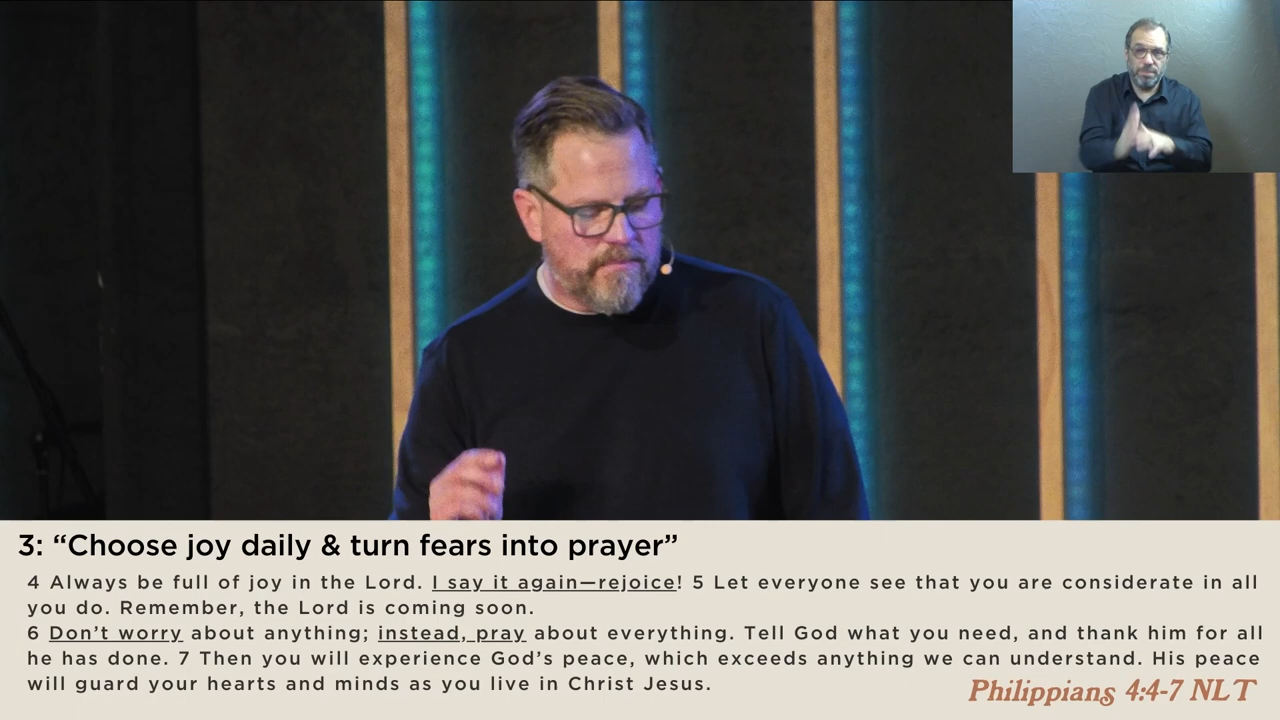 3: “Choose joy daily & turn fears into prayer”
4 Always be full of joy in the Lord. I say it again—rejoice! 5 Let everyone see that you are considerate in all
you do. Remember, the Lord is coming soon.
6 Don’t worry about anything; instead, pray about everything. Tell God what you need, and thank him for all
he has done. 7 Then you will experience God’s peace, which exceeds anything we can understand. His peace
will guard your hearts and minds as you live in Christ Jesus.
Philippians 4:4-7 NLT